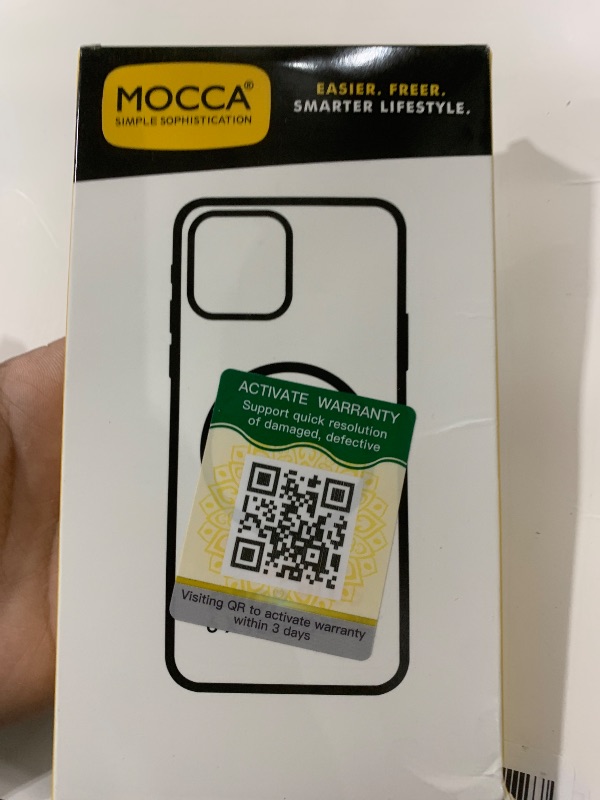 MOCCA®
SIMPLE SOPHISTICATION
EASIER. FREER.
SMARTER LIFESTYLE.
ACTIVATE WARRANTY
Support quick resolution
of damaged, defective
Visiting QR to activate warranty
within 3 days